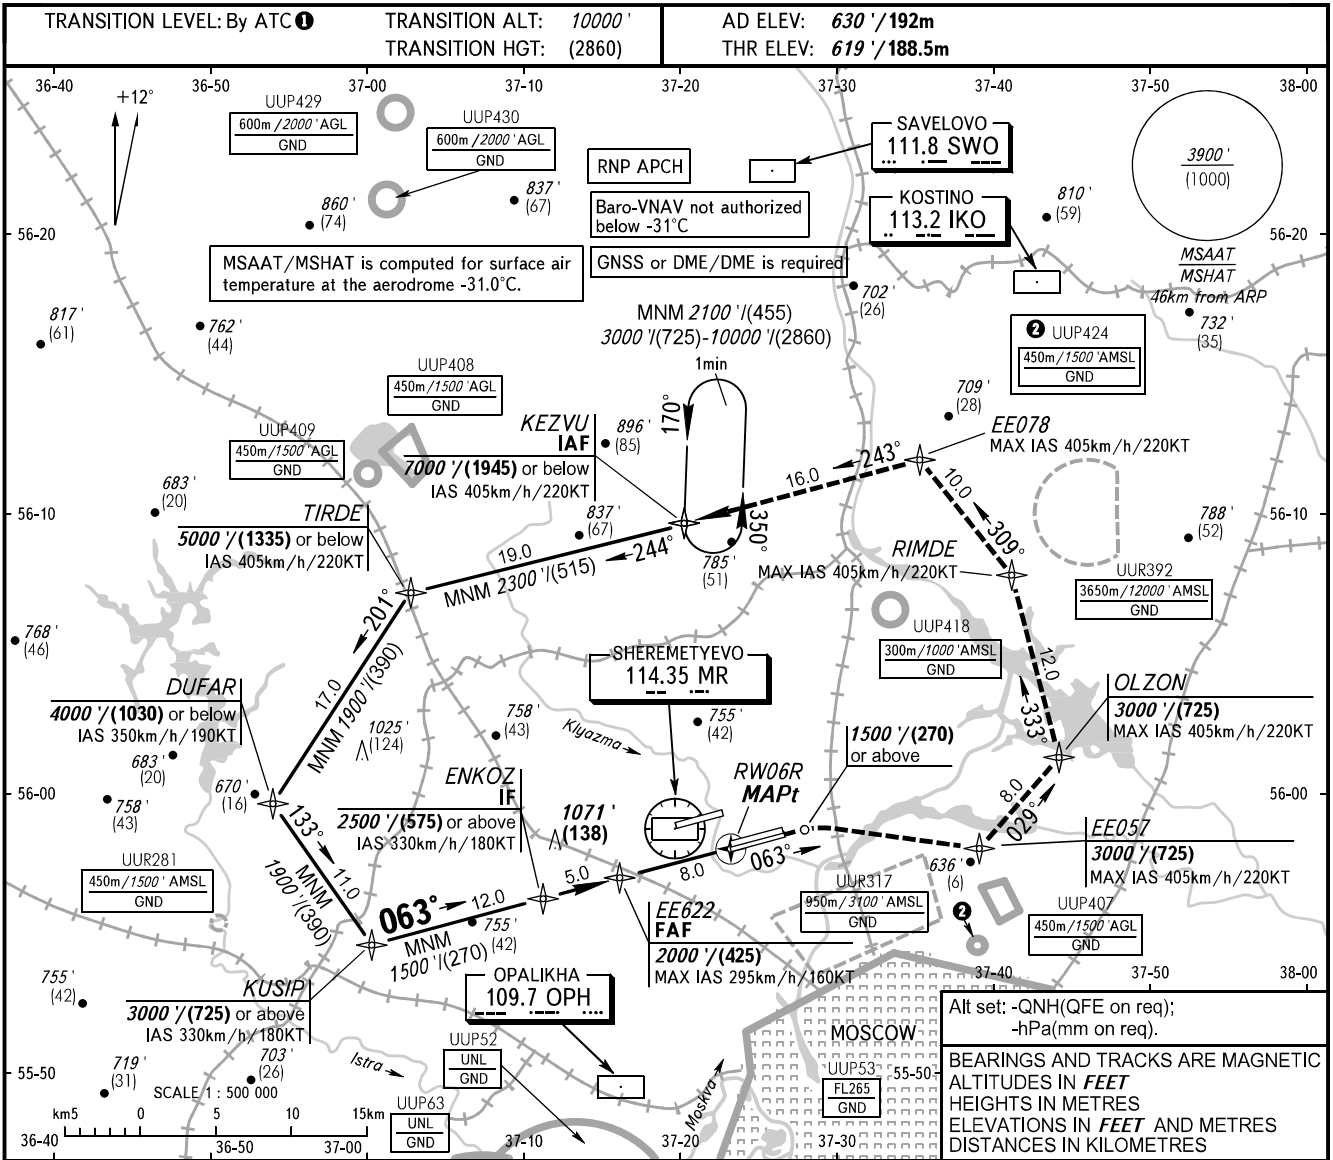 TRANSITION LEVEL: By ATC ❶
TRANSITION ALT: 10000 '
TRANSITION HGT: (2860)
AD ELEV: 630 '/192m
THR ELEV: 619 '/188.5m
36-40 36-50 37-00 37-10 37-20 37-30 37-40 37-50 38-00
+12°
UUP429
600m/2000 'AGL
GND
UUP430
600m/2000 'AGL
GND
RNP APCH
Baro-VNAV not authorized
below -31°C
GNSS or DME/DME is required
SAVELOVO
111.8 SWO
KOSTINO
113.2 IKO
3900 '
(1000)
MSAAT
MSHAT
46km from ARP
860 '
(74)
837 '
(67)
810 '
(59)
56-20
56-20
MSAAT/MSHAT is computed for surface air
temperature at the aerodrome -31.0°C.
702 '
(26)
732 '
(35)
817 '
(61)
762 '
(44)
MNM 2100 '/(455)
3000 '/(725)-10000 '/(2860)
1min
170°
350°
❷ UUP424
450m/1500 'AMSL
GND
UUP408
450m/1500 'AGL
GND
UUP409
450m/1500 'AGL
GND
709 '
(28)
KEZVU
IAF
7000 '/(1945) or below
IAS 405km/h/220KT
896 '
(85)
EE078
MAX IAS 405km/h/220KT
243°
16.0
10.0
309°
683 '
(20)
56-10
56-10
TIRDE
5000 '/(1335) or below
IAS 405km/h/220KT
837 '
(67)
19.0
244°
MNM 2300 '/(515)
785 '
(51)
788 '
(52)
RIMDE
MAX IAS 405km/h/220KT
UUR392
3650m/12000 'AMSL
GND
201°
17.0
MNM 1900 '/(390)
768 '
(46)
UUP418
300m/1000 'AMSL
GND
12.0
333°
SHEREMETYEVO
114.35 MR
DUFAR
4000 '/(1030) or below
IAS 350km/h/190KT
OLZON
3000 '/(725)
MAX IAS 405km/h/220KT
1025 '
(124)
758 '
(43)
Klyazma
755 '
(42)
1500 '/(270)
or above
683 '
(20)
758 '
(43)
670 '
(16)
56-00
56-00
ENKOZ
IF
2500 '/(575) or above
IAS 330km/h/180KT
1071 '
(138)
RW06R
MAPt
8.0
029°
133°
11.0
MNM
1900 '/(390)
063°
EE057
3000 '/(725)
MAX IAS 405km/h/220KT
636 '
(6)
UUR281
450m/1500 ' AMSL
GND
063°
12.0
5.0
8.0
MNM
1500 '/(270)
755 '
(42)
EE622
FAF
2000 '/(425)
MAX IAS 295km/h/160KT
UUR317
950m/3100 'AMSL
GND
❷
UUP407
450m/1500 'AGL
GND
755 '
(42)
KUSIP
3000 '/(725) or above
IAS 330km/h/180KT
OPALIKHA
109.7 OPH
37-40 37-50 38-00
MOSCOW
Alt set: -QNH(QFE on req);
-hPa(mm on req).
719 '
(31)
703 '
(26)
Istra
UUP52
UNL
GND
Moskva
UUP53
FL265
GND
56-50
55-50
55-50
BEARINGS AND TRACKS ARE MAGNETIC
ALTITUDES IN FEET
HEIGHTS IN METRES
ELEVATIONS IN FEET AND METRES
DISTANCES IN KILOMETRES
SCALE 1 : 500 000
km5 0 5 10 15km
UUP63
UNL
GND
36-40 36-50 37-00 37-10 37-20 37-30